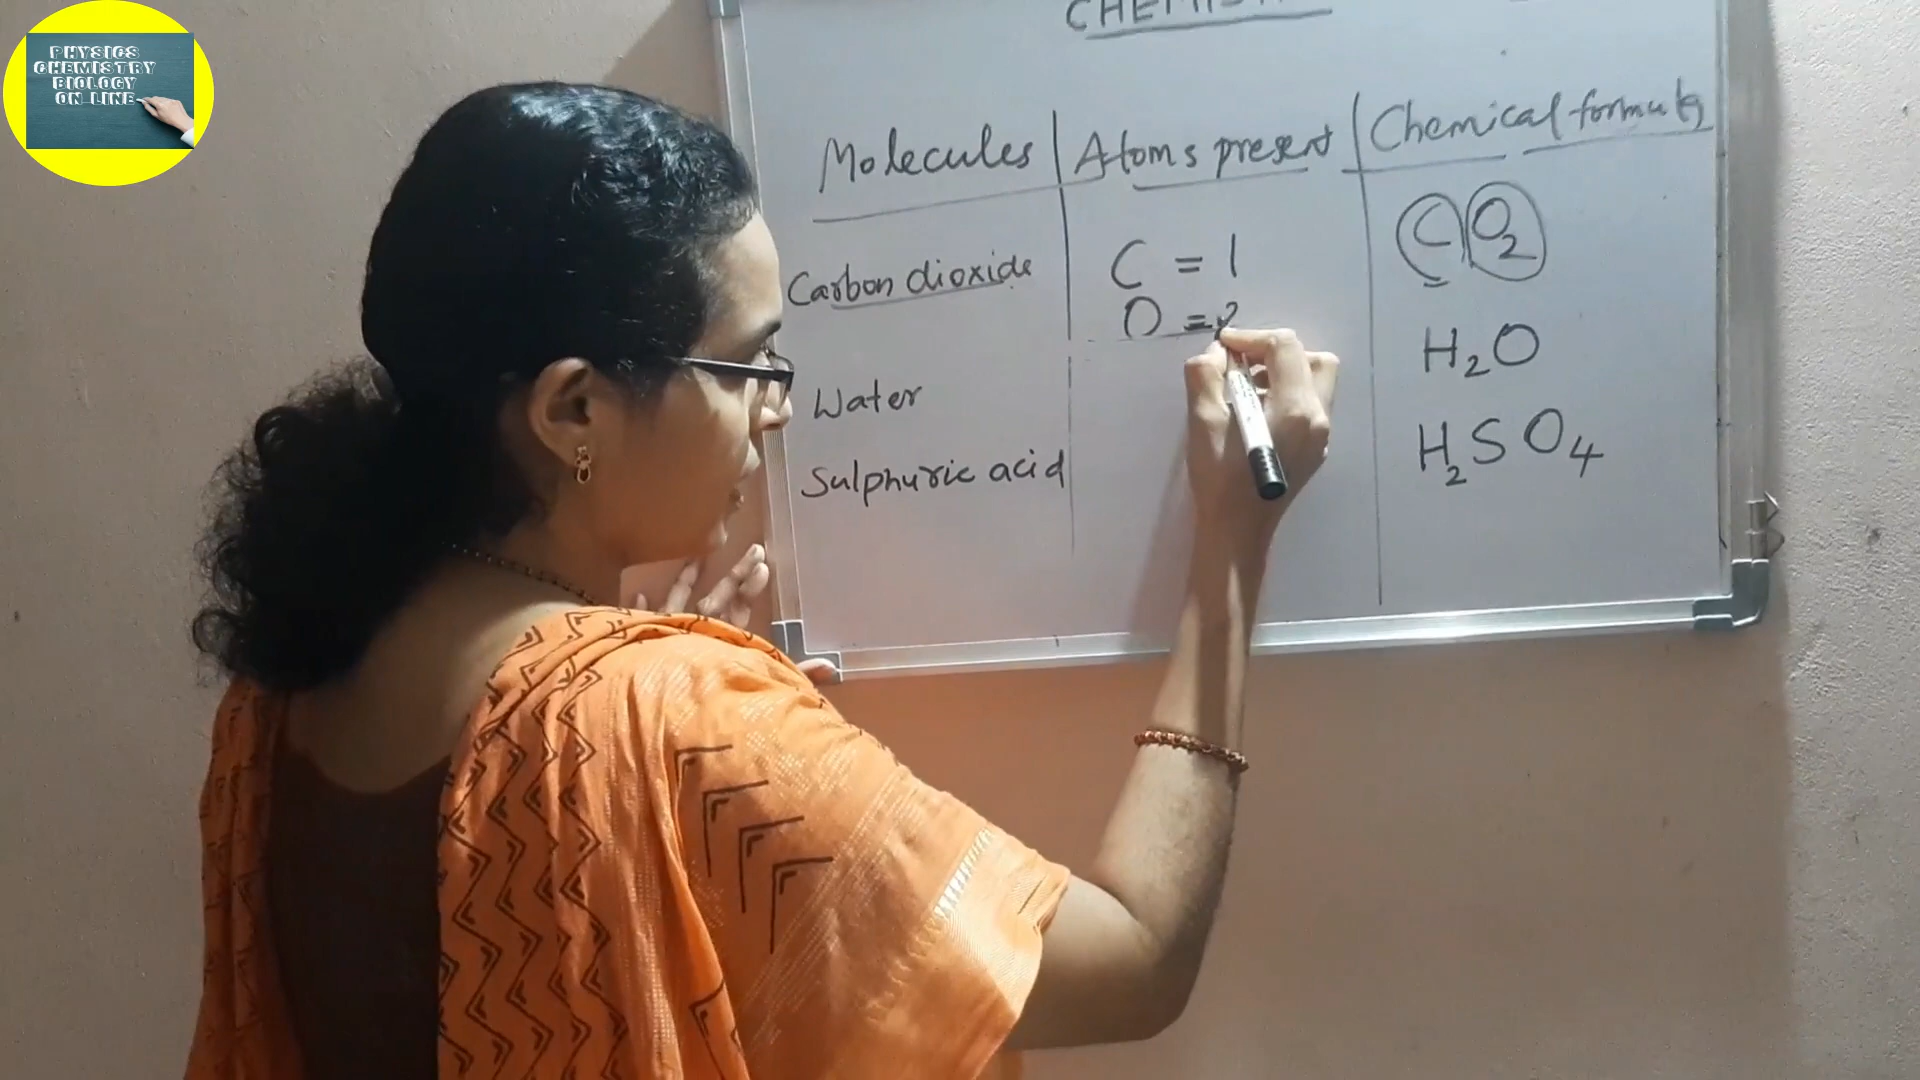 PHYSICS
CHEMISTRY
BIOLOGY
ON LINE
Molecules Atoms present Chemical formula
Carbon dioxide C = 1 CO2
O = 2
Water H2O
Sulphuric acid H2SO4